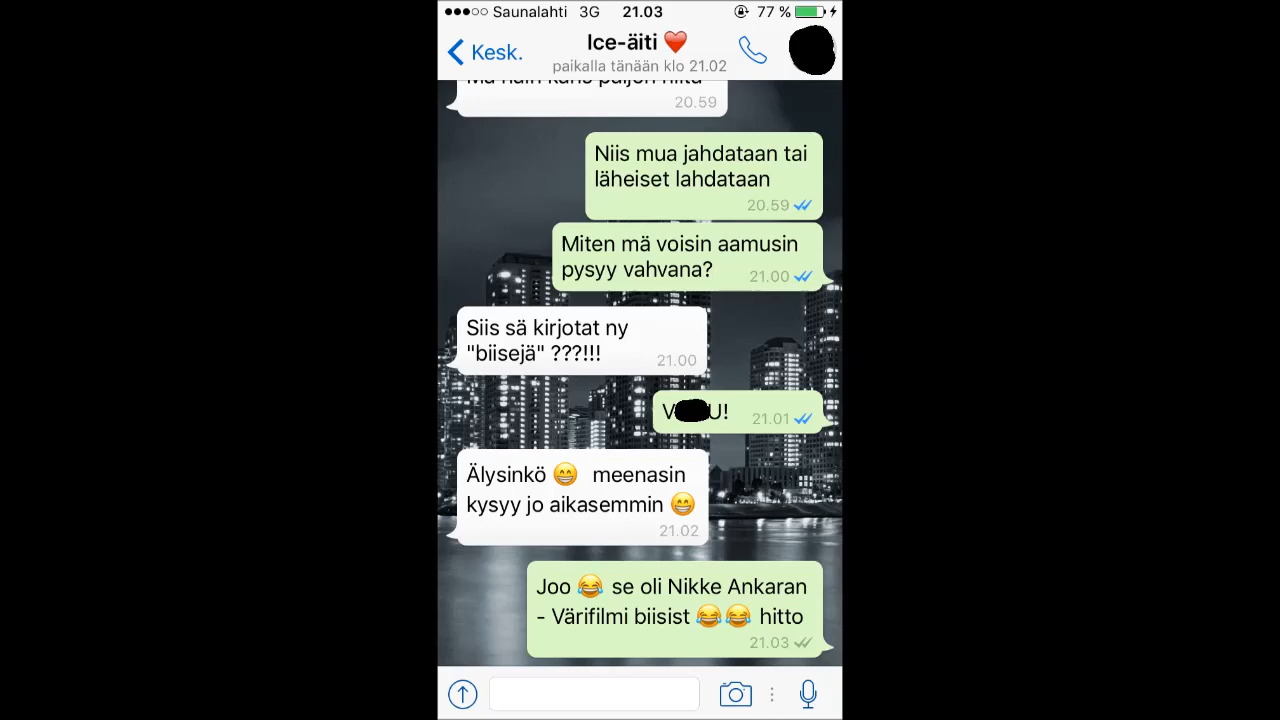 Saunalahti 3G 21.03 77 %
Ice-äiti ❤️
Kesk.
paikalla tänään klo 21.02
20.59
Niis mua jahdataan tai
läheiset lahdataan
20.59
Miten mä voisin aamusin
pysyy vahvana?
21.00
Siis sä kirjotat ny
"biisejä" ???!!!
21.00
V U!
21.01
Älysinkö 😁 meenasin
kysyy jo aikasemmin 😁
21.02
Joo 😂 se oli Nikke Ankaran
- Värifilmi biisist 😂😂 hitto
21.03